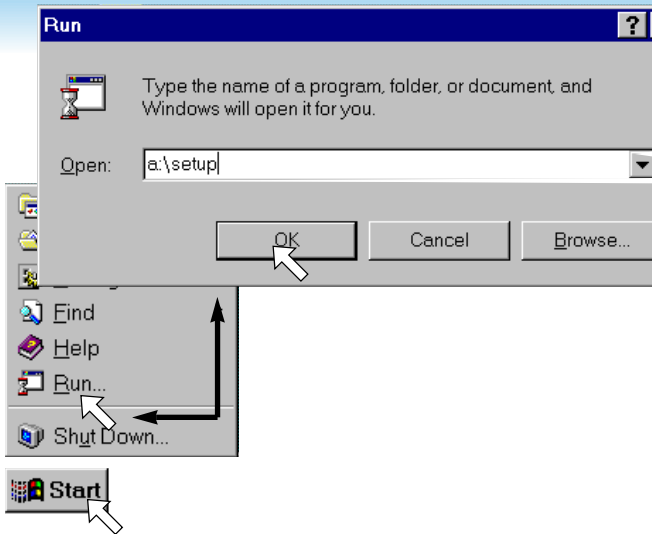 Run
?
Type the name of a program, folder, or document, and
Windows will open it for you.
Open:
a:\setup
OK
Cancel
Browse...
Find
Help
Run...
Shut Down...
Start